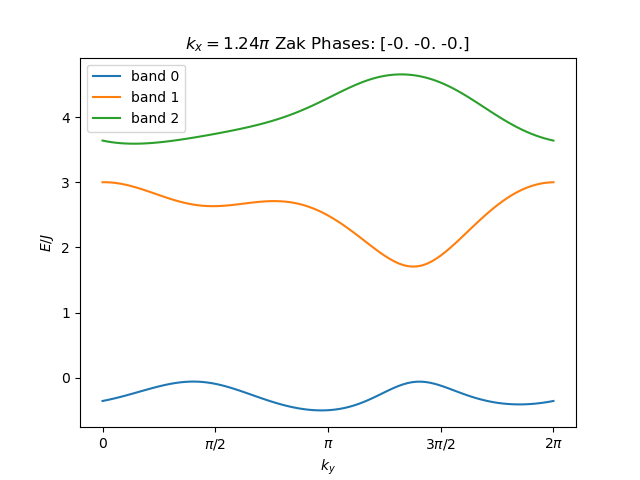 k_x = 1.24π Zak Phases: [-0. -0. -0.]
band 0
band 1
band 2
E/J
4
3
2
1
0
0 π/2 π 3π/2 2π
k_y